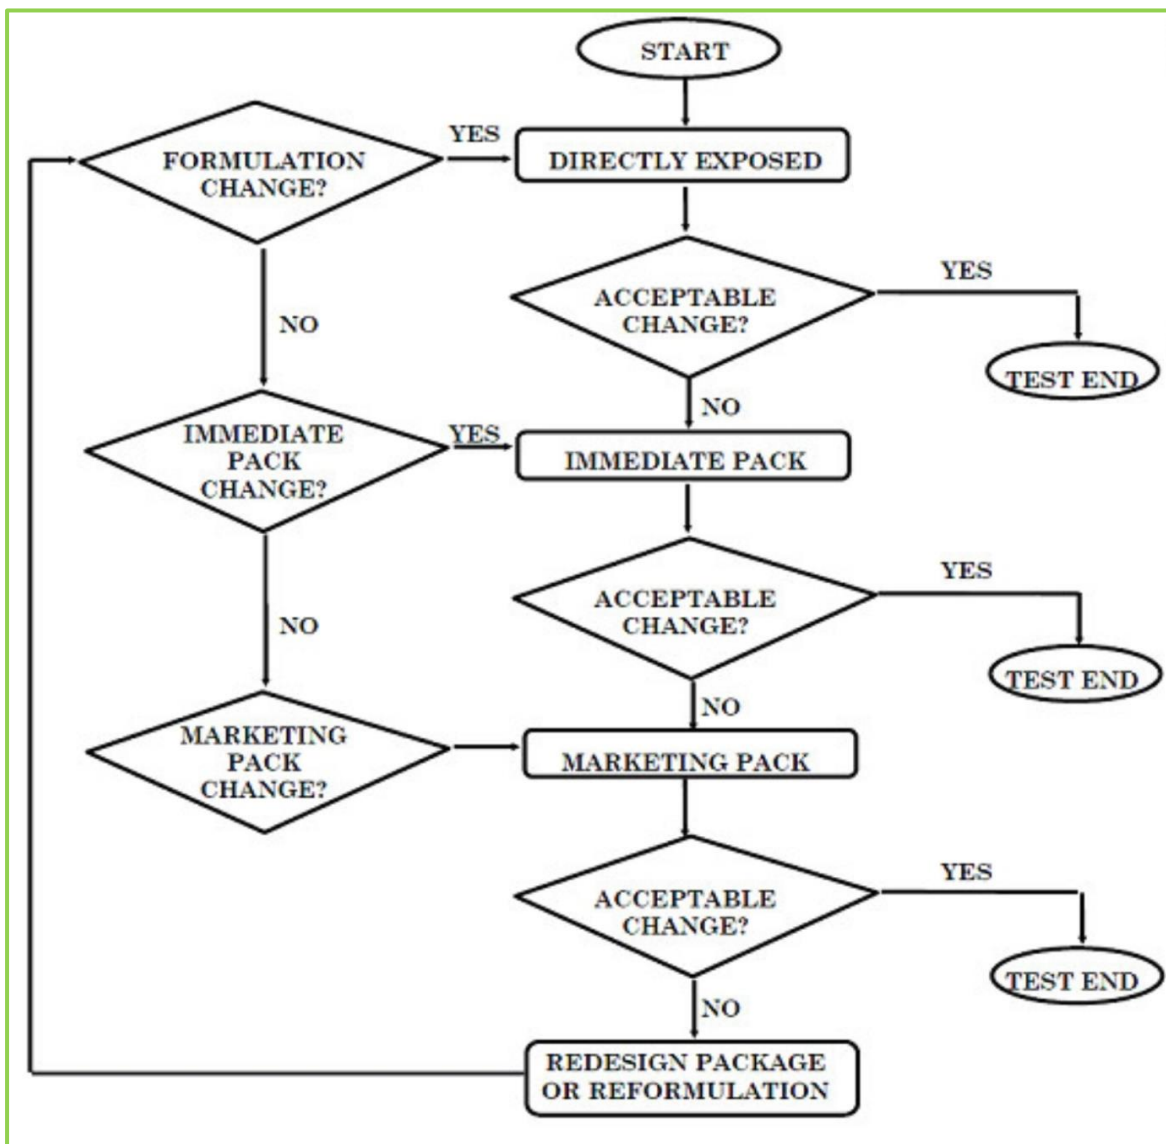 START
YES
FORMULATION
CHANGE?
DIRECTLY EXPOSED
YES
ACCEPTABLE
CHANGE?
NO
TEST END
NO
IMMEDIATE
PACK
CHANGE?
YES
IMMEDIATE PACK
YES
ACCEPTABLE
CHANGE?
NO
TEST END
NO
MARKETING
PACK
CHANGE?
MARKETING PACK
YES
ACCEPTABLE
CHANGE?
TEST END
NO
REDESIGN PACKAGE
OR REFORMULATION